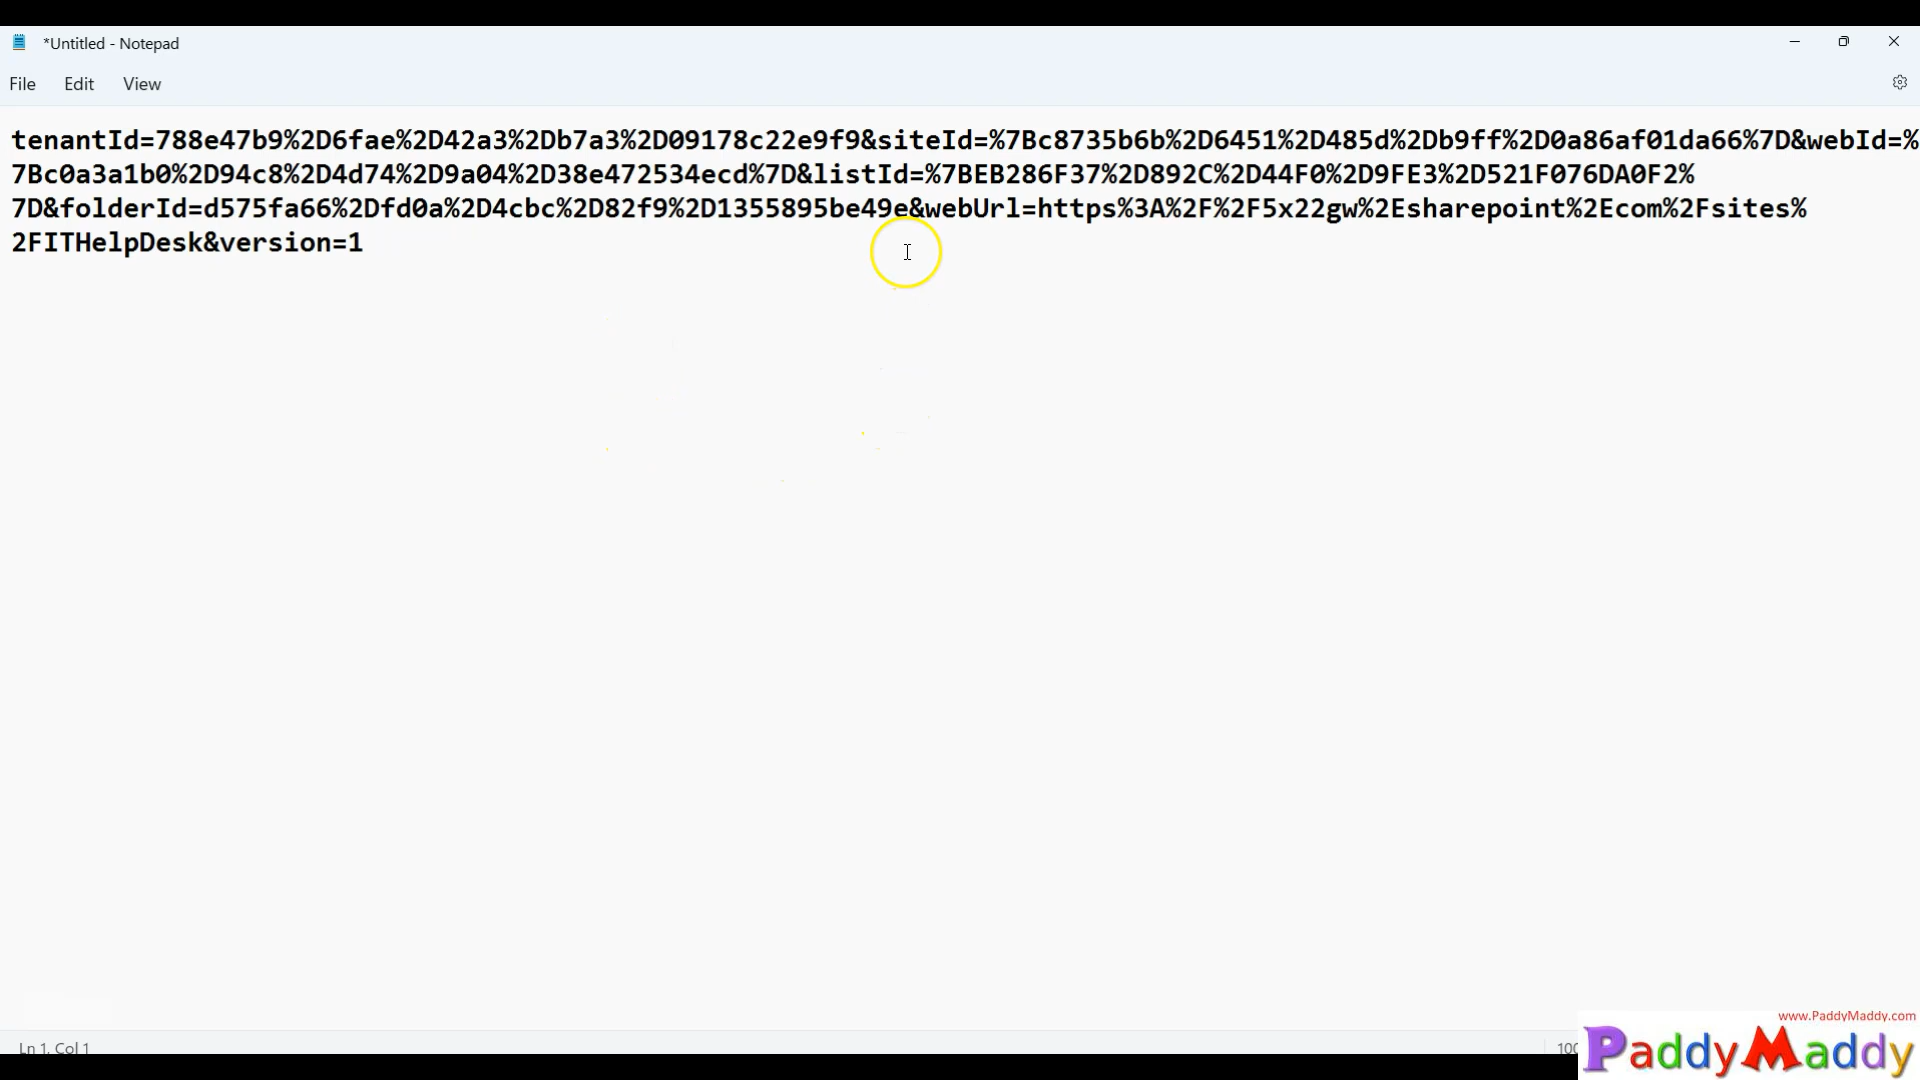 *Untitled - Notepad
File Edit View
tenantId=788e47b9%2D6fae%2D42a3%2Db7a3%2D09178c22e9f9&siteId=%7Bc8735b6b%2D6451%2D485d%2Db9ff%2D0a86af01da66%7D&webId=%
7Bc0a3a1b0%2D94c8%2D4d74%2D9a04%2D38e472534ecd%7D&listId=%7BEB286F37%2D892C%2D44F0%2D9FE3%2D521F076DA0F2%
7D&folderId=d575fa66%2Dfd0a%2D4cbc%2D82f9%2D1355895be49e&webUrl=https%3A%2F%2F5x22gw%2Esharepoint%2Ecom%2Fsites%
2FITHelpDesk&version=1
www.PaddyMaddy.com
Ln 1, Col 1 100
PaddyMaddy